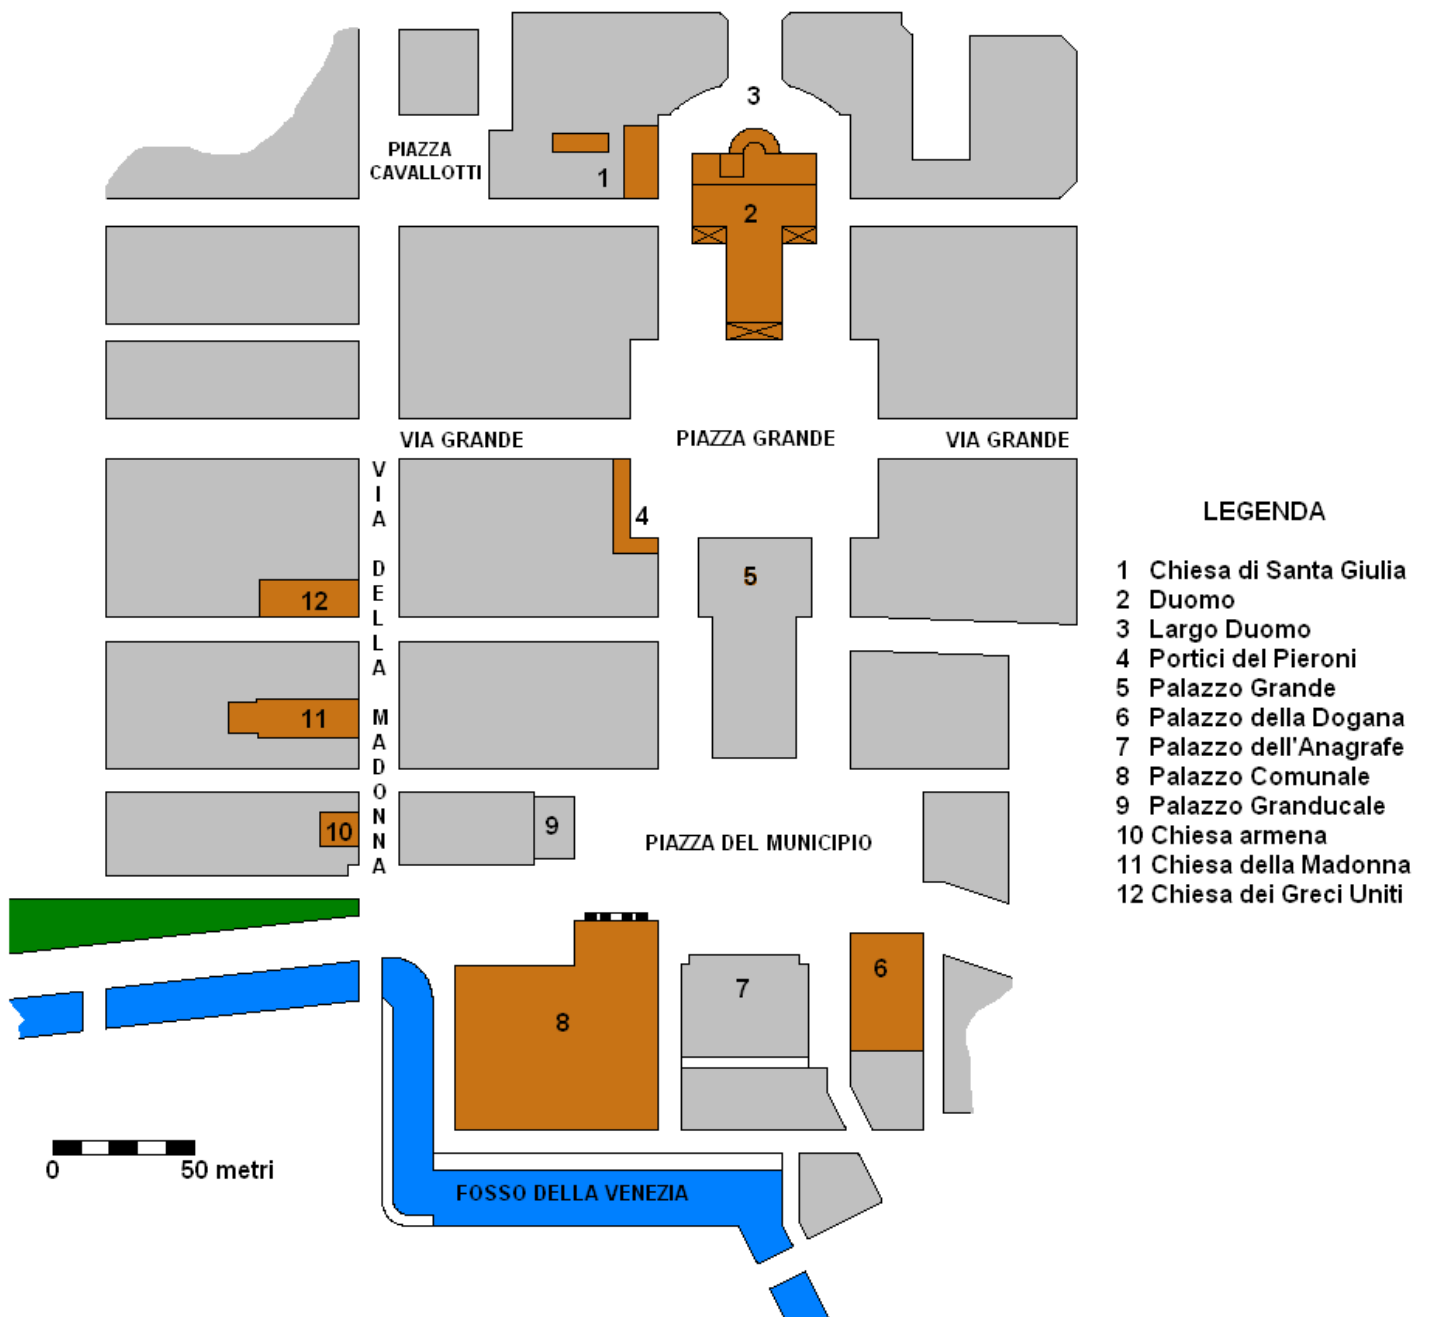 3
PIAZZA
CAVALLOTTI
1
2
VIA GRANDE
PIAZZA GRANDE
VIA GRANDE
VIA DELLA MADONNA
4
5
12
11
10
9
PIAZZA DEL MUNICIPIO
6
7
8
0
50 metri
FOSSO DELLA VENEZIA
LEGENDA
1 Chiesa di Santa Giulia
2 Duomo
3 Largo Duomo
4 Portici del Pieroni
5 Palazzo Grande
6 Palazzo della Dogana
7 Palazzo dell'Anagrafe
8 Palazzo Comunale
9 Palazzo Granducale
10 Chiesa armena
11 Chiesa della Madonna
12 Chiesa dei Greci Uniti